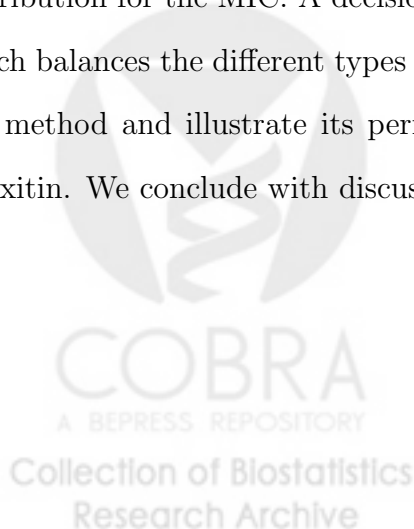 tribution for the MIC. A decision
ch balances the different types
method and illustrate its per
xitin. We conclude with discus
COBRA
A BEPRESS REPOSITORY
Collection of Biostatistics
Research Archive